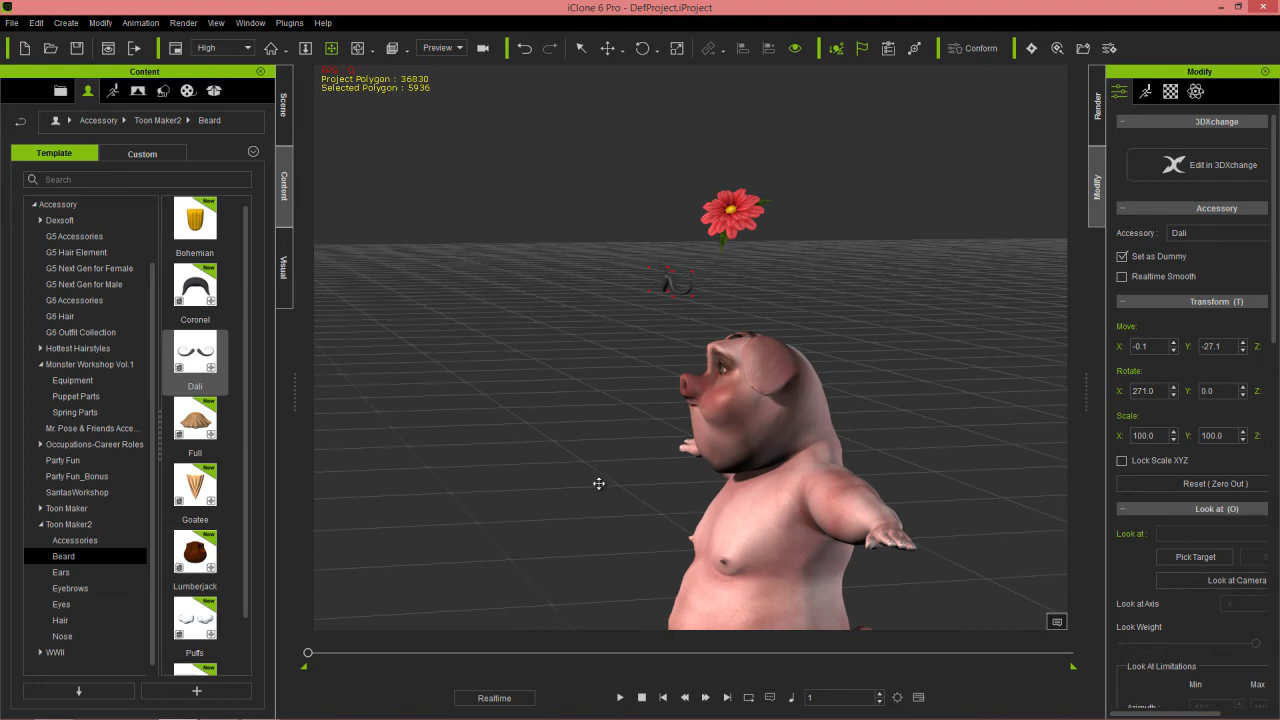 iClone 6 Pro - DefProject.iProject
File Edit Create Modify Animation Render View Window Plugins Help
High Preview Conform
Content
Accessory Toon Maker2 Beard
Template Custom
Search
Accessory
Dexsoft
G5 Accessories
G5 Hair Element
G5 Next Gen for Female
G5 Next Gen for Male
G6 Accessories
G6 Hair
G6 Outfit Collection
Hottest Hairstyles
Monster Workshop Vol.1
Equipment
Puppet Parts
Spring Parts
Mr. Pose & Friends Acce...
Occupations-Career Roles
Party Fun
Party Fun_Bonus
SantasWorkshop
Toon Maker
Toon Maker2
Accessories
Beard
Ears
Eyebrows
Eyes
Hair
Nose
WWII
New
Bohemian
New
Coronel
Dali
New
Full
New
Goatee
New
Lumberjack
New
Puffs
Scene
Content
Visual
Project Polygon : 36830
Selected Polygon : 5936
Realtime
1
Render
Modify
Modify
3DXchange
Edit in 3DXchange
Accessory
Accessory : Dali
Set as Dummy
Realtime Smooth
Transform (T)
Move:
X: -0.1 Y: -27.1 Z:
Rotate:
X: 271.0 Y: 0.0 Z:
Scale:
X: 100.0 Y: 100.0 Z:
Lock Scale XYZ
Reset ( Zero Out )
Look at (O)
Look at :
Pick Target
Look at Camera
Look at Axis X
Look Weight
Look At Limitations
Min Max